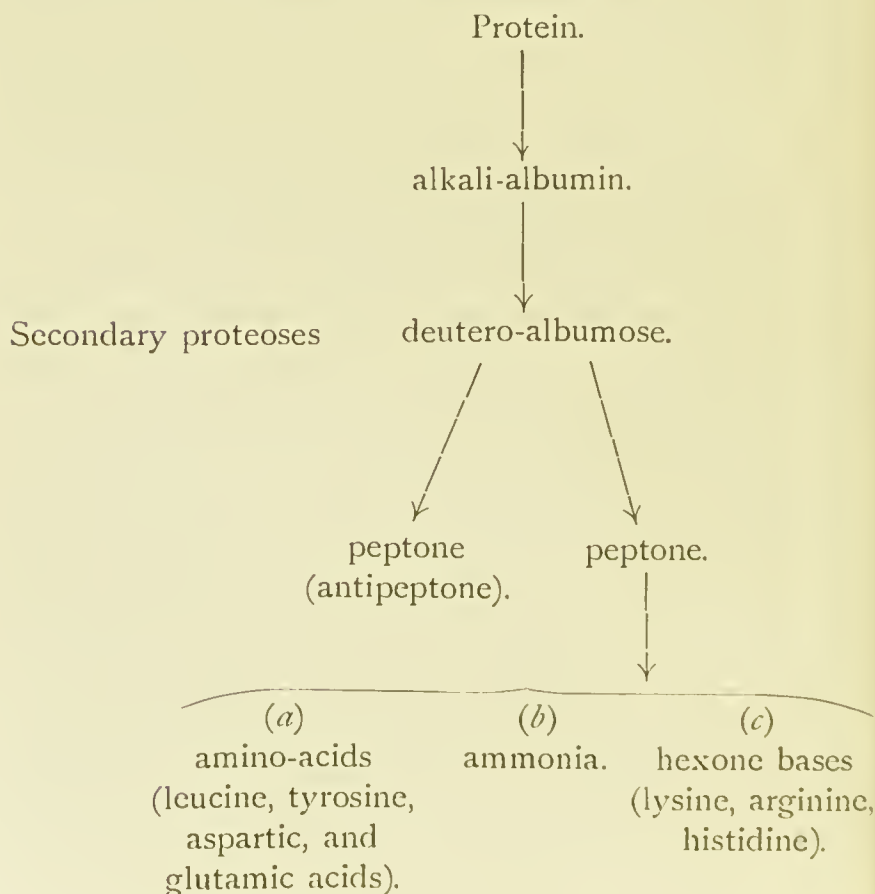 Protein.
alkali-albumin.
Secondary proteoses deutero-albumose.
peptone peptone.
(antipeptone).
(a) (b) (c)
amino-acids ammonia. hexone bases
(leucine, tyrosine, (lysine, arginine,
aspartic, and histidine).
glutamic acids).